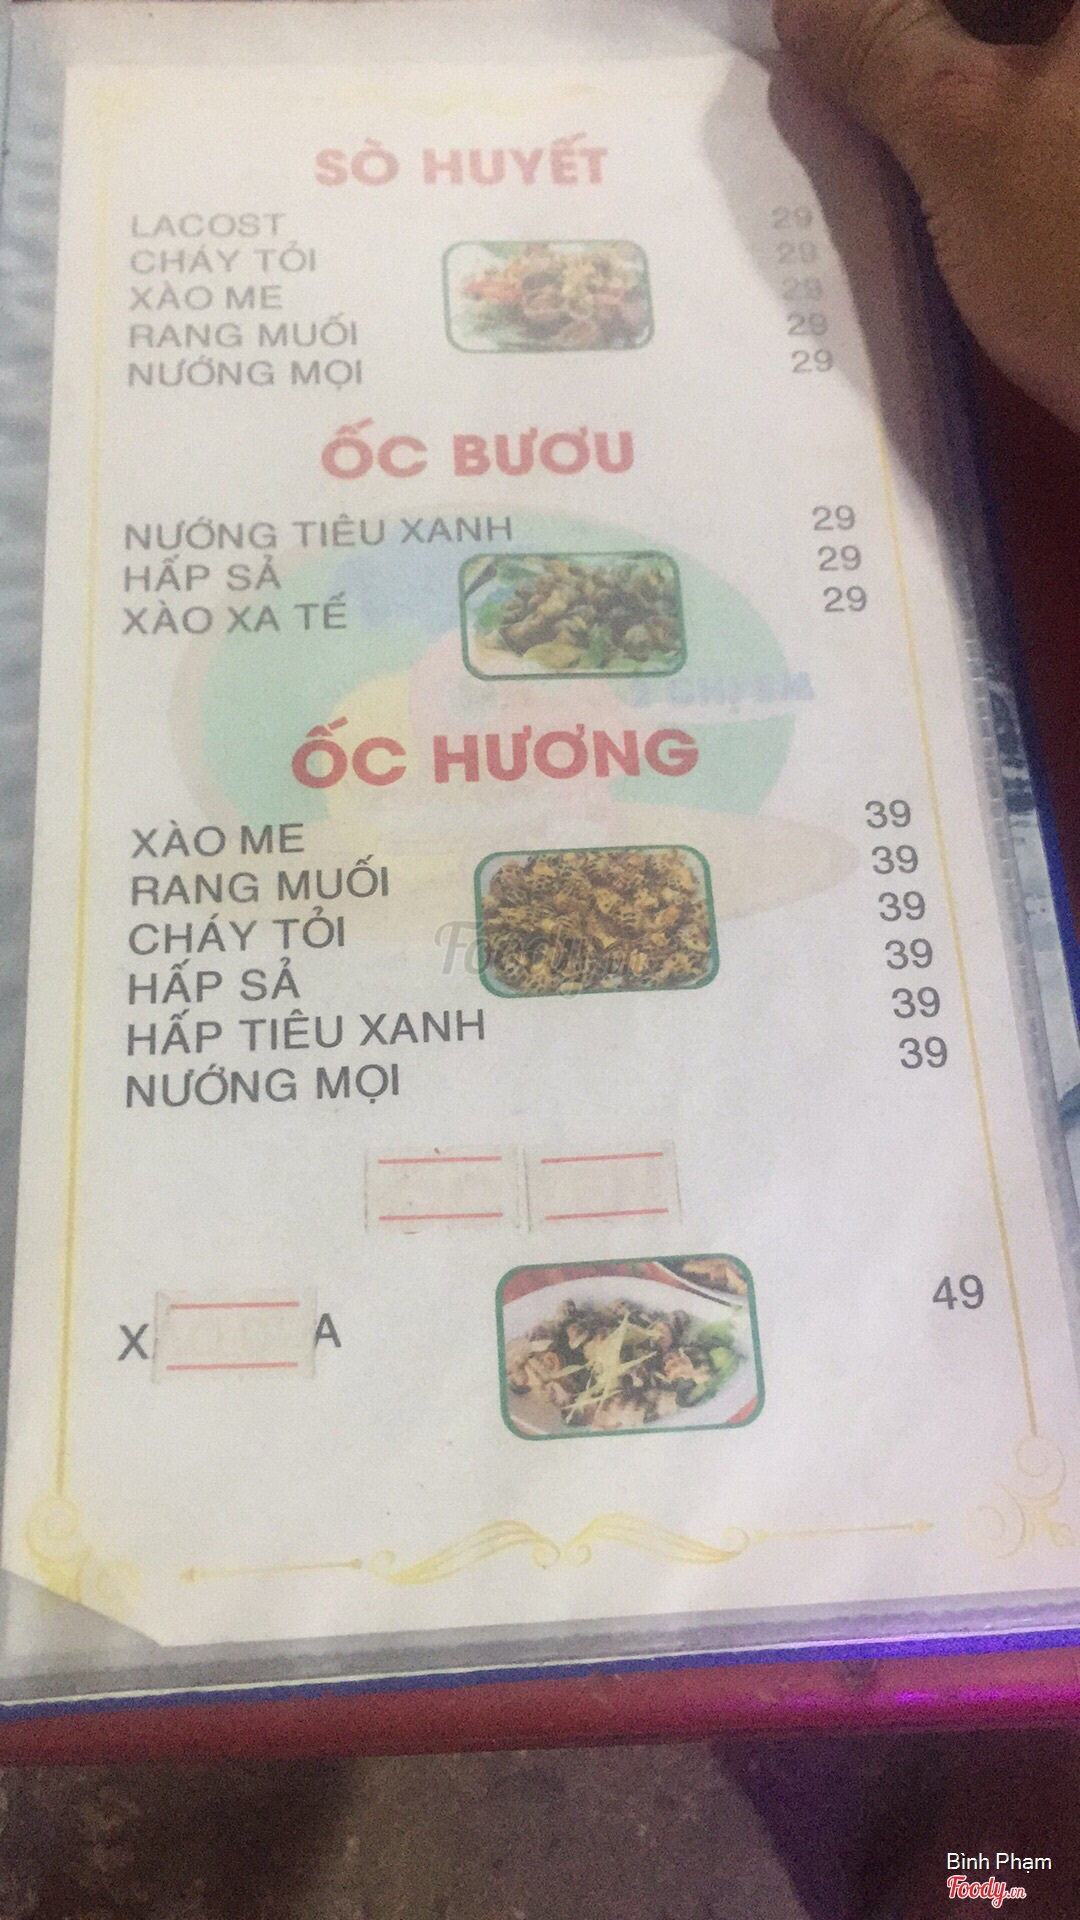 SÒ HUYẾT
LACOST 29
CHÁY TỎI 29
XÀO ME 29
RANG MUỐI 29
NƯỚNG MỌI 29
ỐC BƯƠU
NƯỚNG TIÊU XANH 29
HẤP SẢ 29
XÀO XA TẾ 29
ỐC HƯƠNG
XÀO ME 39
RANG MUỐI 39
CHÁY TỎI 39
HẤP SẢ 39
HẤP TIÊU XANH 39
NƯỚNG MỌI 39
X A 49
Foody
Bình Phạm
Foody.vn